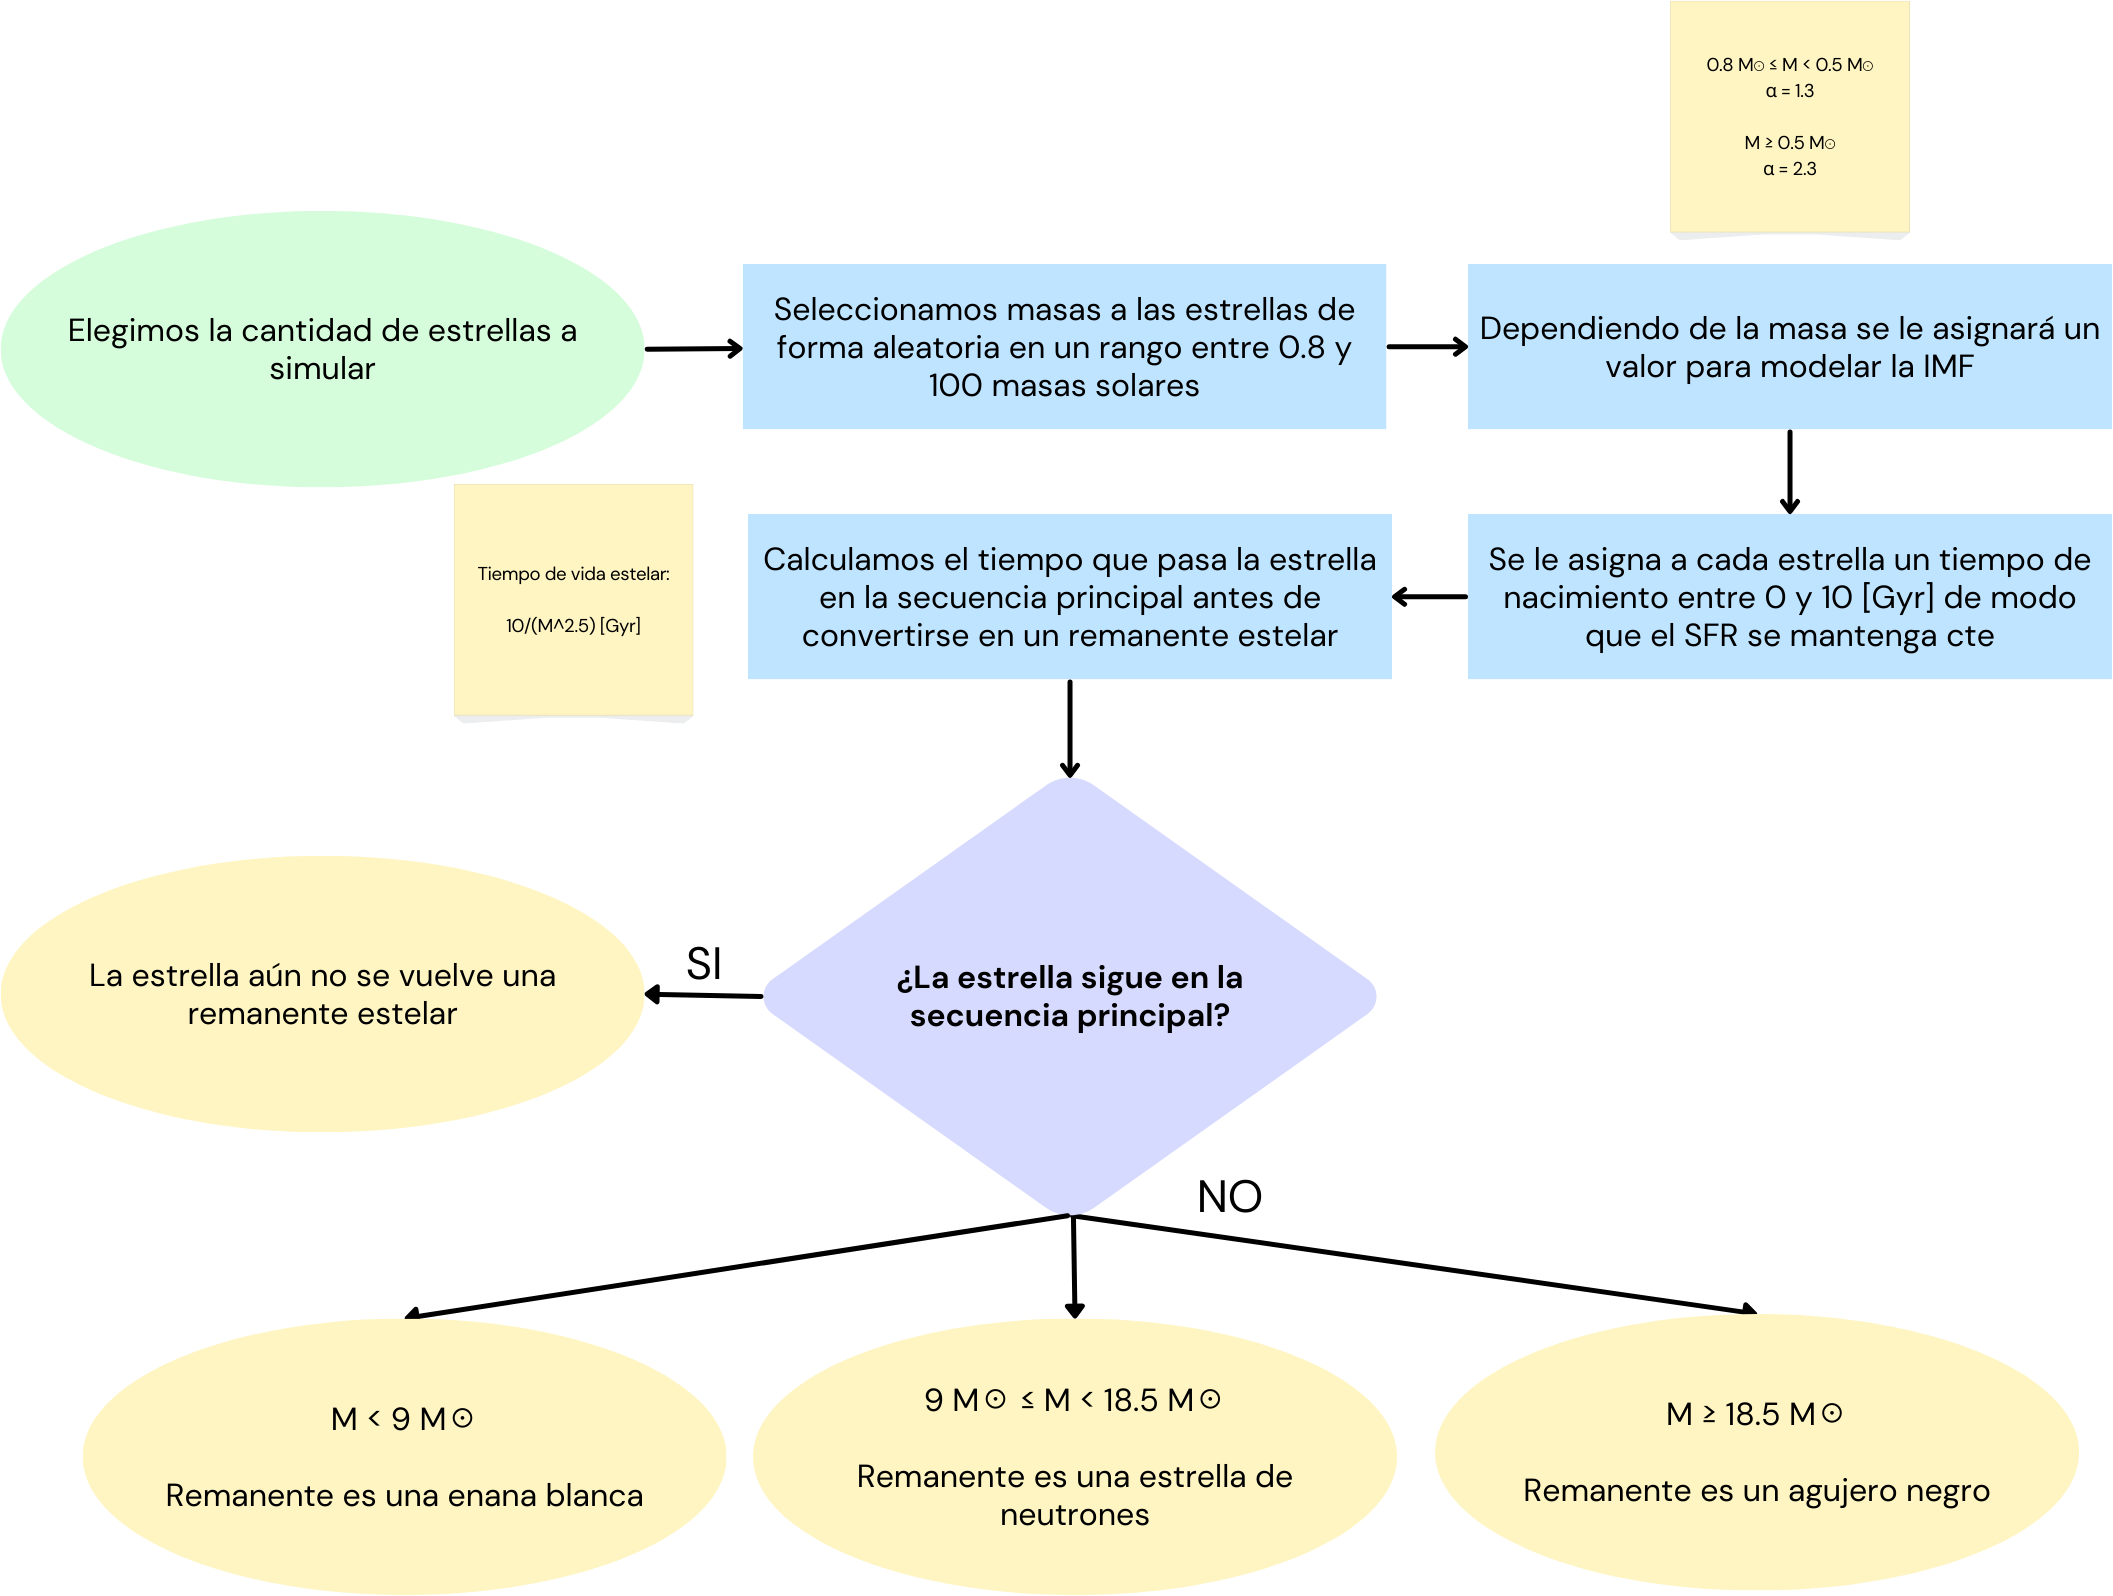 0.8 M☉ ≤ M < 0.5 M☉
α = 1.3
M ≥ 0.5 M☉
α = 2.3
Elegimos la cantidad de estrellas a
simular
Seleccionamos masas a las estrellas de
forma aleatoria en un rango entre 0.8 y
100 masas solares
Dependiendo de la masa se le asignará un
valor para modelar la IMF
Se le asigna a cada estrella un tiempo de
nacimiento entre 0 y 10 [Gyr] de modo
que el SFR se mantenga cte
Calculamos el tiempo que pasa la estrella
en la secuencia principal antes de
convertirse en un remanente estelar
Tiempo de vida estelar:
10/(M^2.5) [Gyr]
¿La estrella sigue en la
secuencia principal?
SI
La estrella aún no se vuelve una
remanente estelar
NO
M < 9 M☉
Remanente es una enana blanca
9 M☉ ≤ M < 18.5 M☉
Remanente es una estrella de
neutrones
M ≥ 18.5 M☉
Remanente es un agujero negro